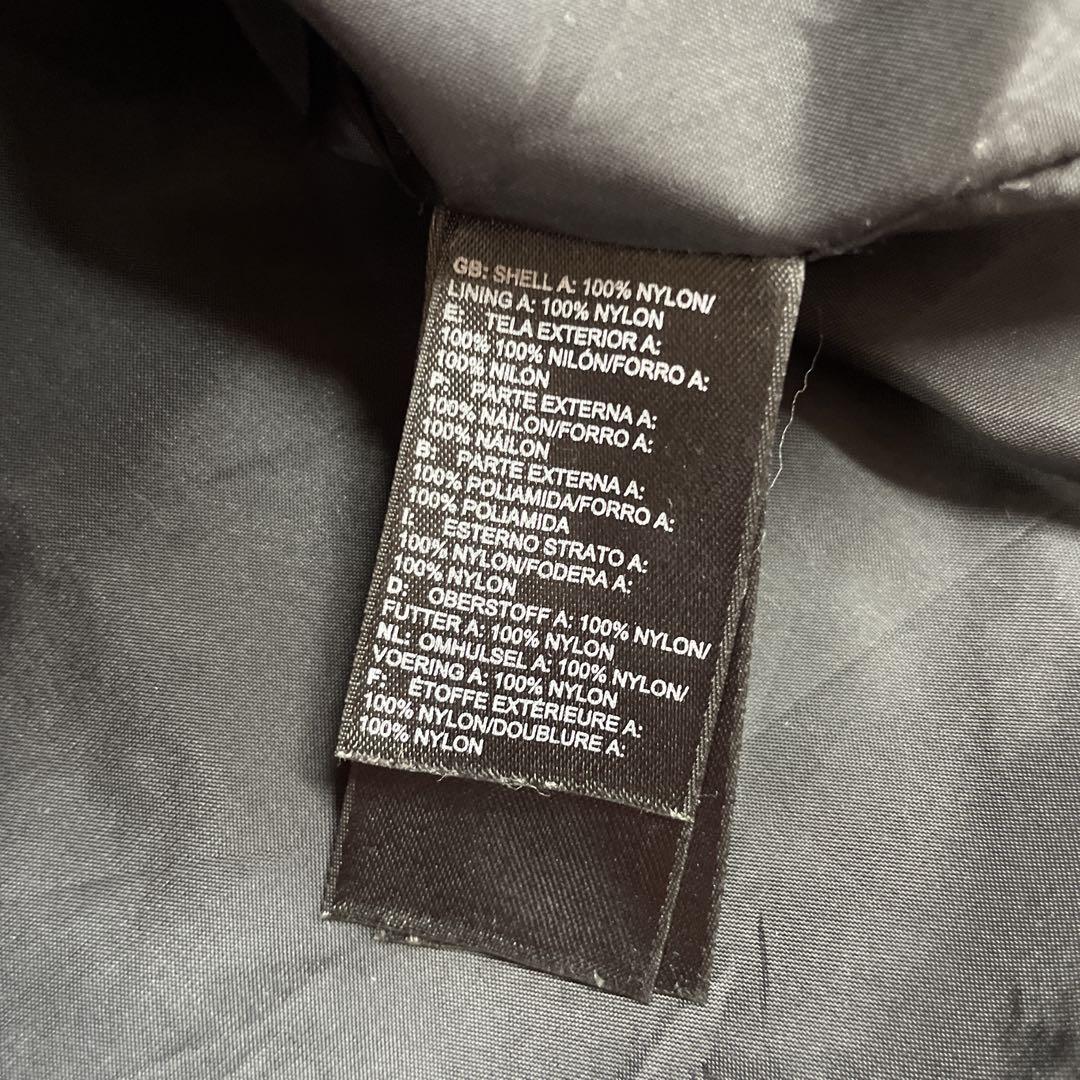 GB: SHELL A: 100% NYLON/
LINING A: 100% NYLON
E: TELA EXTERIOR A:
100% 100% NILÓN/FORRO A:
100% NILÓN
P: PARTE EXTERNA A:
100% NÁILON/FORRO A:
100% NÁILON
B: PARTE EXTERNA A:
100% POLIAMIDA/FORRO A:
100% POLIAMIDA
I: ESTERNO STRATO A:
100% NYLON/FODERA A:
100% NYLON
D: OBERSTOFF A: 100% NYLON/
FUTTER A: 100% NYLON
NL: OMHULSEL A: 100% NYLON/
VOERING A: 100% NYLON
F: ÉTOFFE EXTÉRIEURE A:
100% NYLON/DOUBLURE A:
100% NYLON